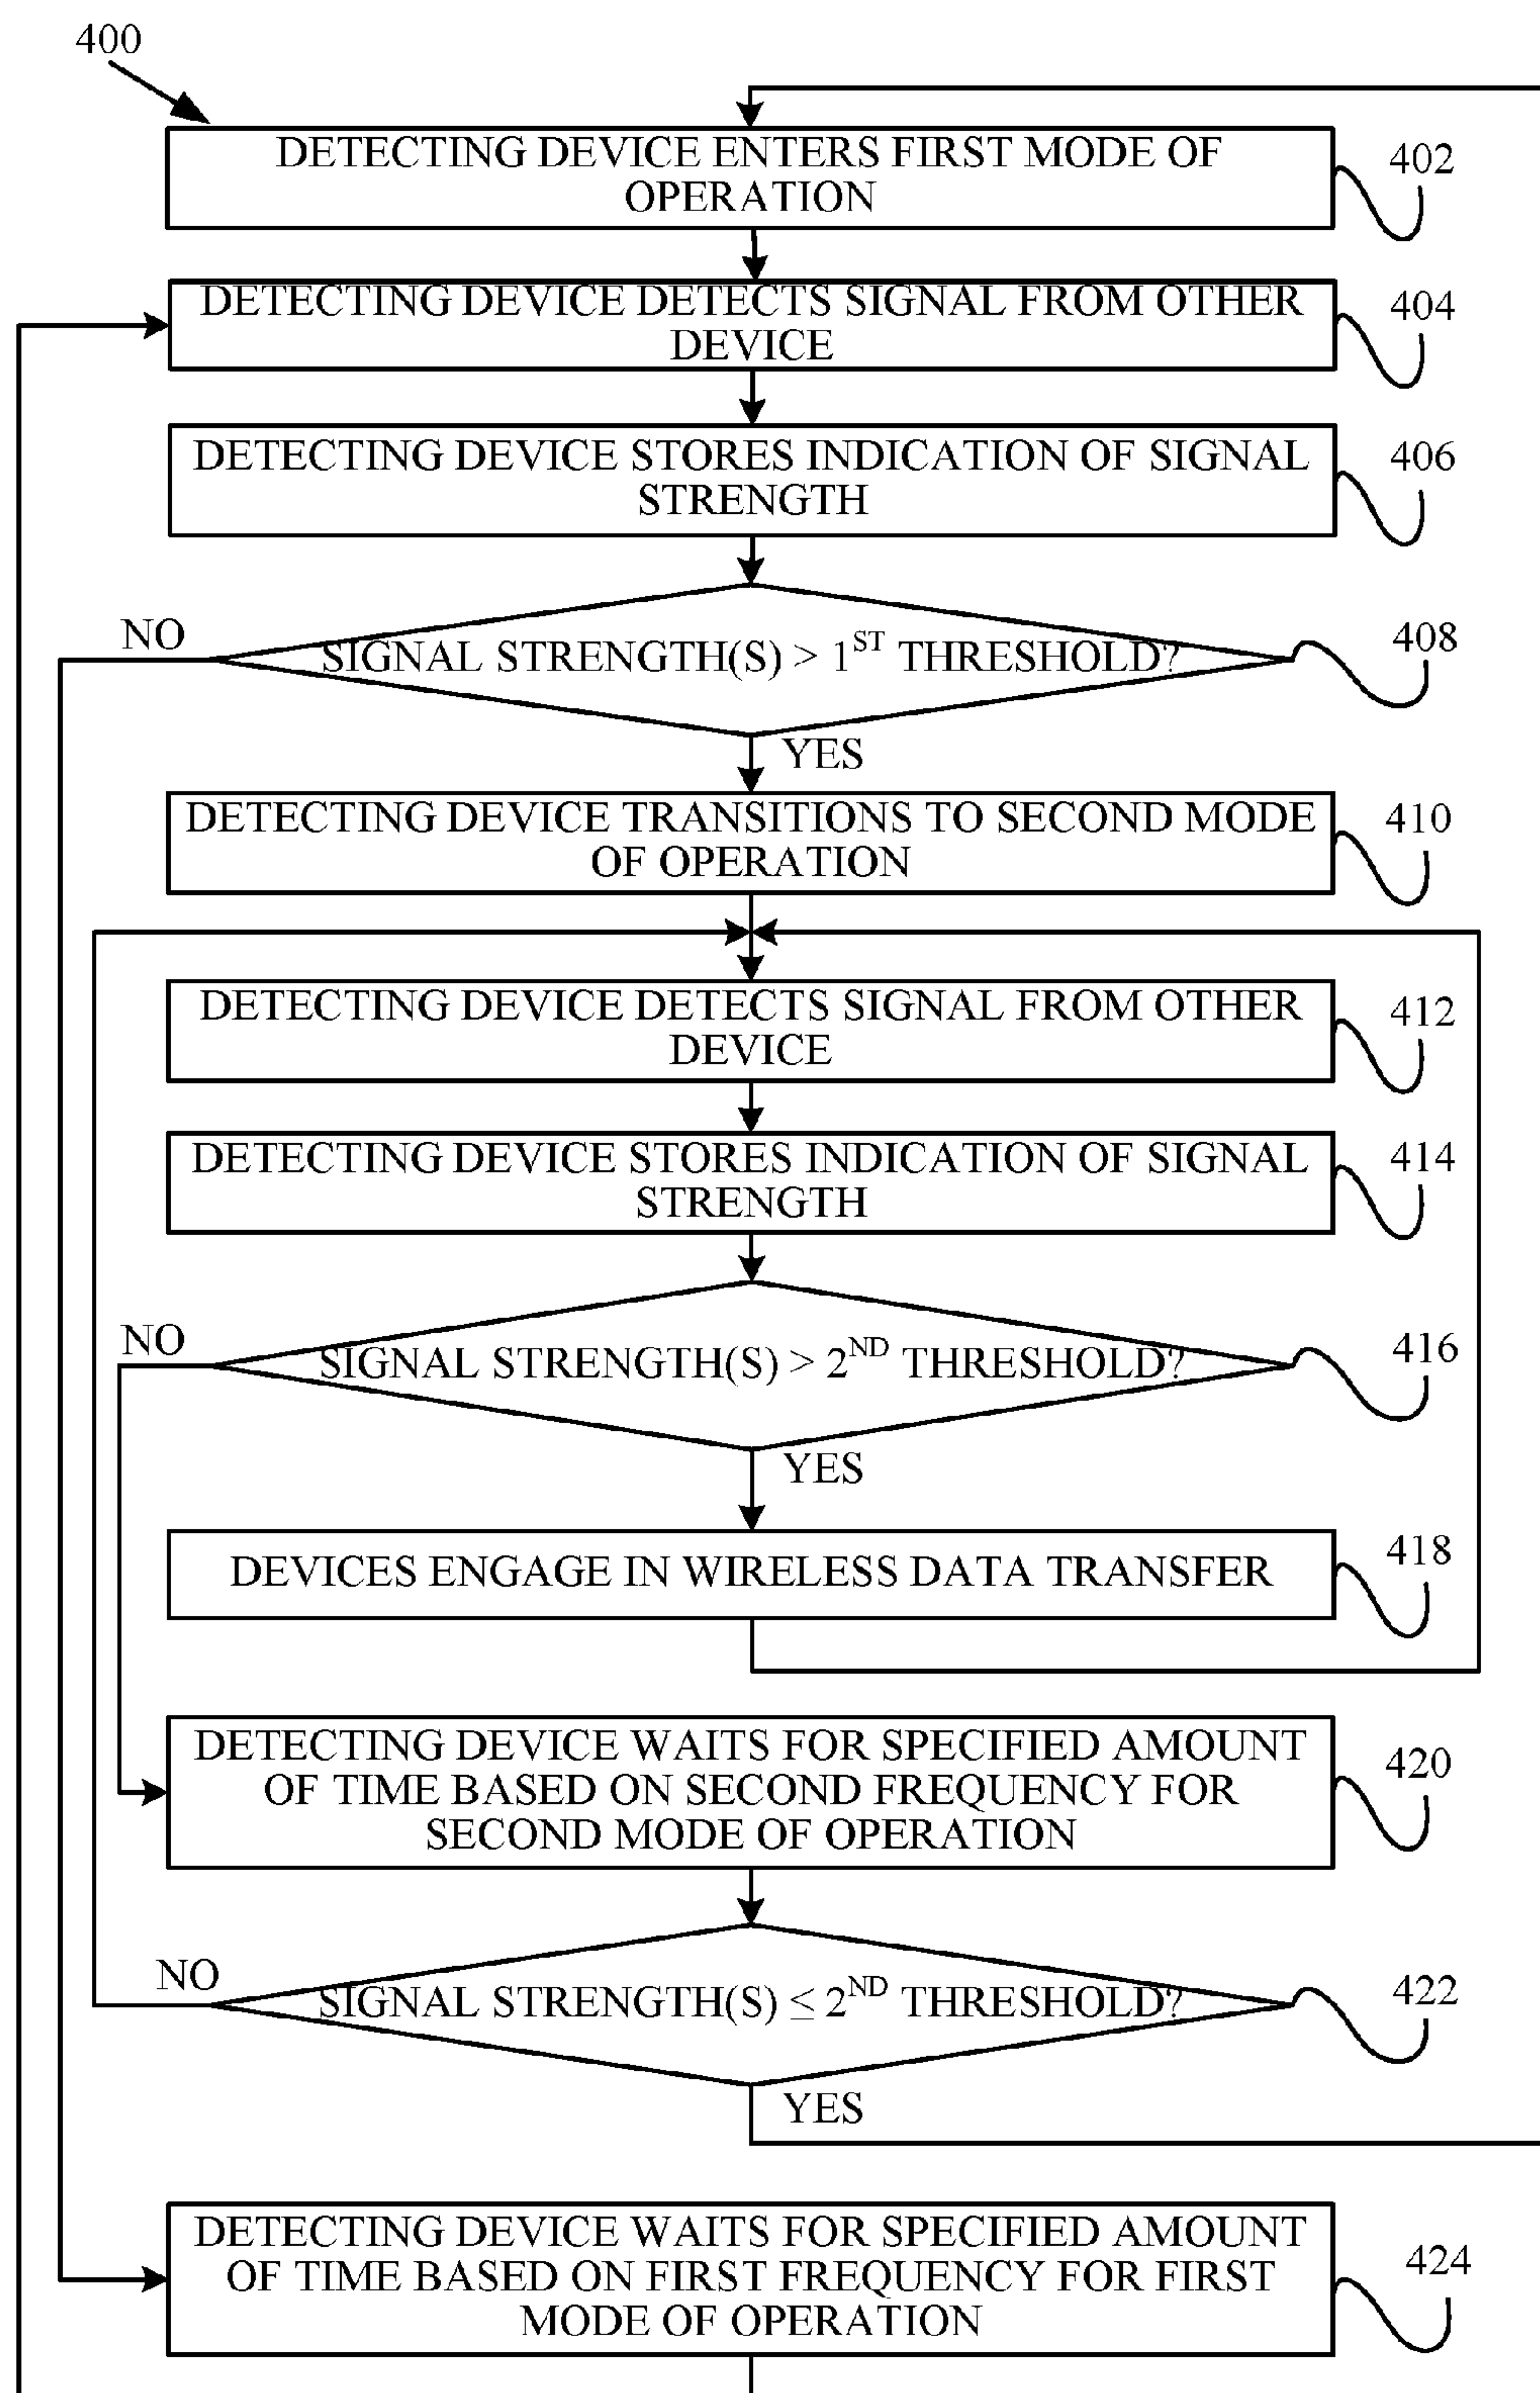 400
DETECTING DEVICE ENTERS FIRST MODE OF
OPERATION
402
DETECTING DEVICE DETECTS SIGNAL FROM OTHER
DEVICE
404
DETECTING DEVICE STORES INDICATION OF SIGNAL
STRENGTH
406
NO
SIGNAL STRENGTH(S) > 1ST THRESHOLD?
408
YES
DETECTING DEVICE TRANSITIONS TO SECOND MODE
OF OPERATION
410
DETECTING DEVICE DETECTS SIGNAL FROM OTHER
DEVICE
412
DETECTING DEVICE STORES INDICATION OF SIGNAL
STRENGTH
414
NO
SIGNAL STRENGTH(S) > 2ND THRESHOLD?
416
YES
DEVICES ENGAGE IN WIRELESS DATA TRANSFER
418
DETECTING DEVICE WAITS FOR SPECIFIED AMOUNT
OF TIME BASED ON SECOND FREQUENCY FOR
SECOND MODE OF OPERATION
420
NO
SIGNAL STRENGTH(S) ≤ 2ND THRESHOLD?
422
YES
DETECTING DEVICE WAITS FOR SPECIFIED AMOUNT
OF TIME BASED ON FIRST FREQUENCY FOR FIRST
MODE OF OPERATION
424